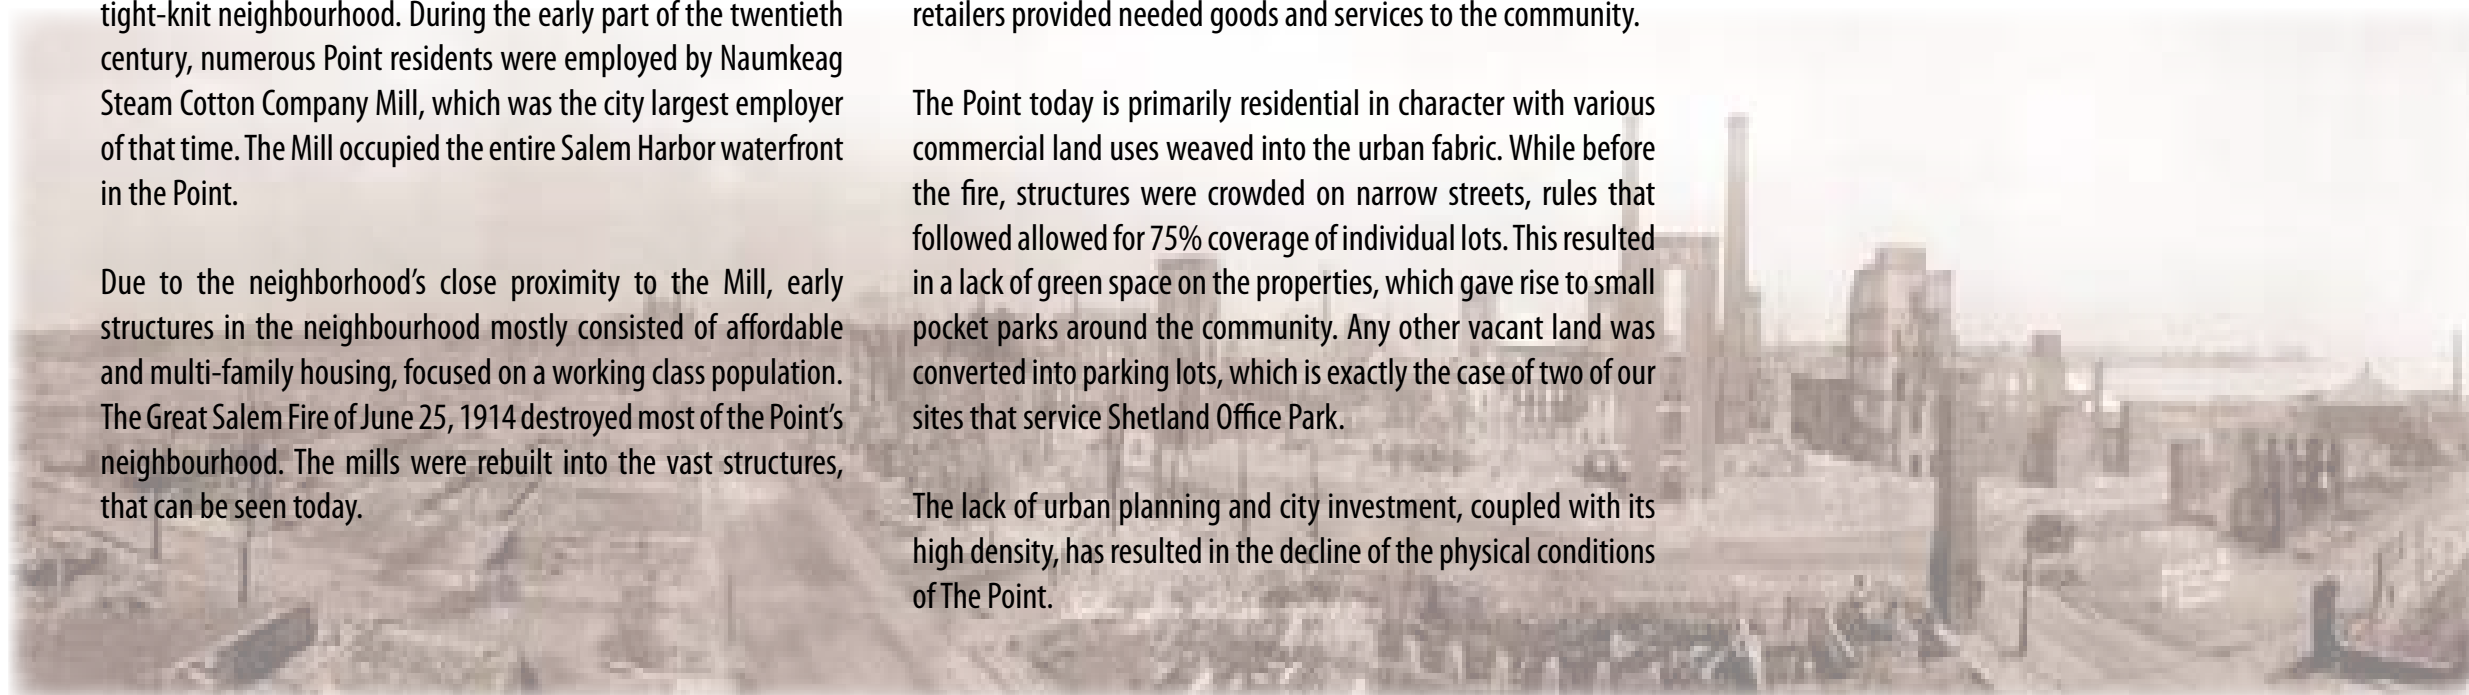 tight-knit neighbourhood. During the early part of the twentieth
century, numerous Point residents were employed by Naumkeag
Steam Cotton Company Mill, which was the city largest employer
of that time. The Mill occupied the entire Salem Harbor waterfront
in the Point.
Due to the neighborhood's close proximity to the Mill, early
structures in the neighbourhood mostly consisted of affordable
and multi-family housing, focused on a working class population.
The Great Salem Fire of June 25, 1914 destroyed most of the Point's
neighbourhood. The mills were rebuilt into the vast structures,
that can be seen today.
retailers provided needed goods and services to the community.
The Point today is primarily residential in character with various
commercial land uses weaved into the urban fabric. While before
the fire, structures were crowded on narrow streets, rules that
followed allowed for 75% coverage of individual lots. This resulted
in a lack of green space on the properties, which gave rise to small
pocket parks around the community. Any other vacant land was
converted into parking lots, which is exactly the case of two of our
sites that service Shetland Office Park.
The lack of urban planning and city investment, coupled with its
high density, has resulted in the decline of the physical conditions
of The Point.